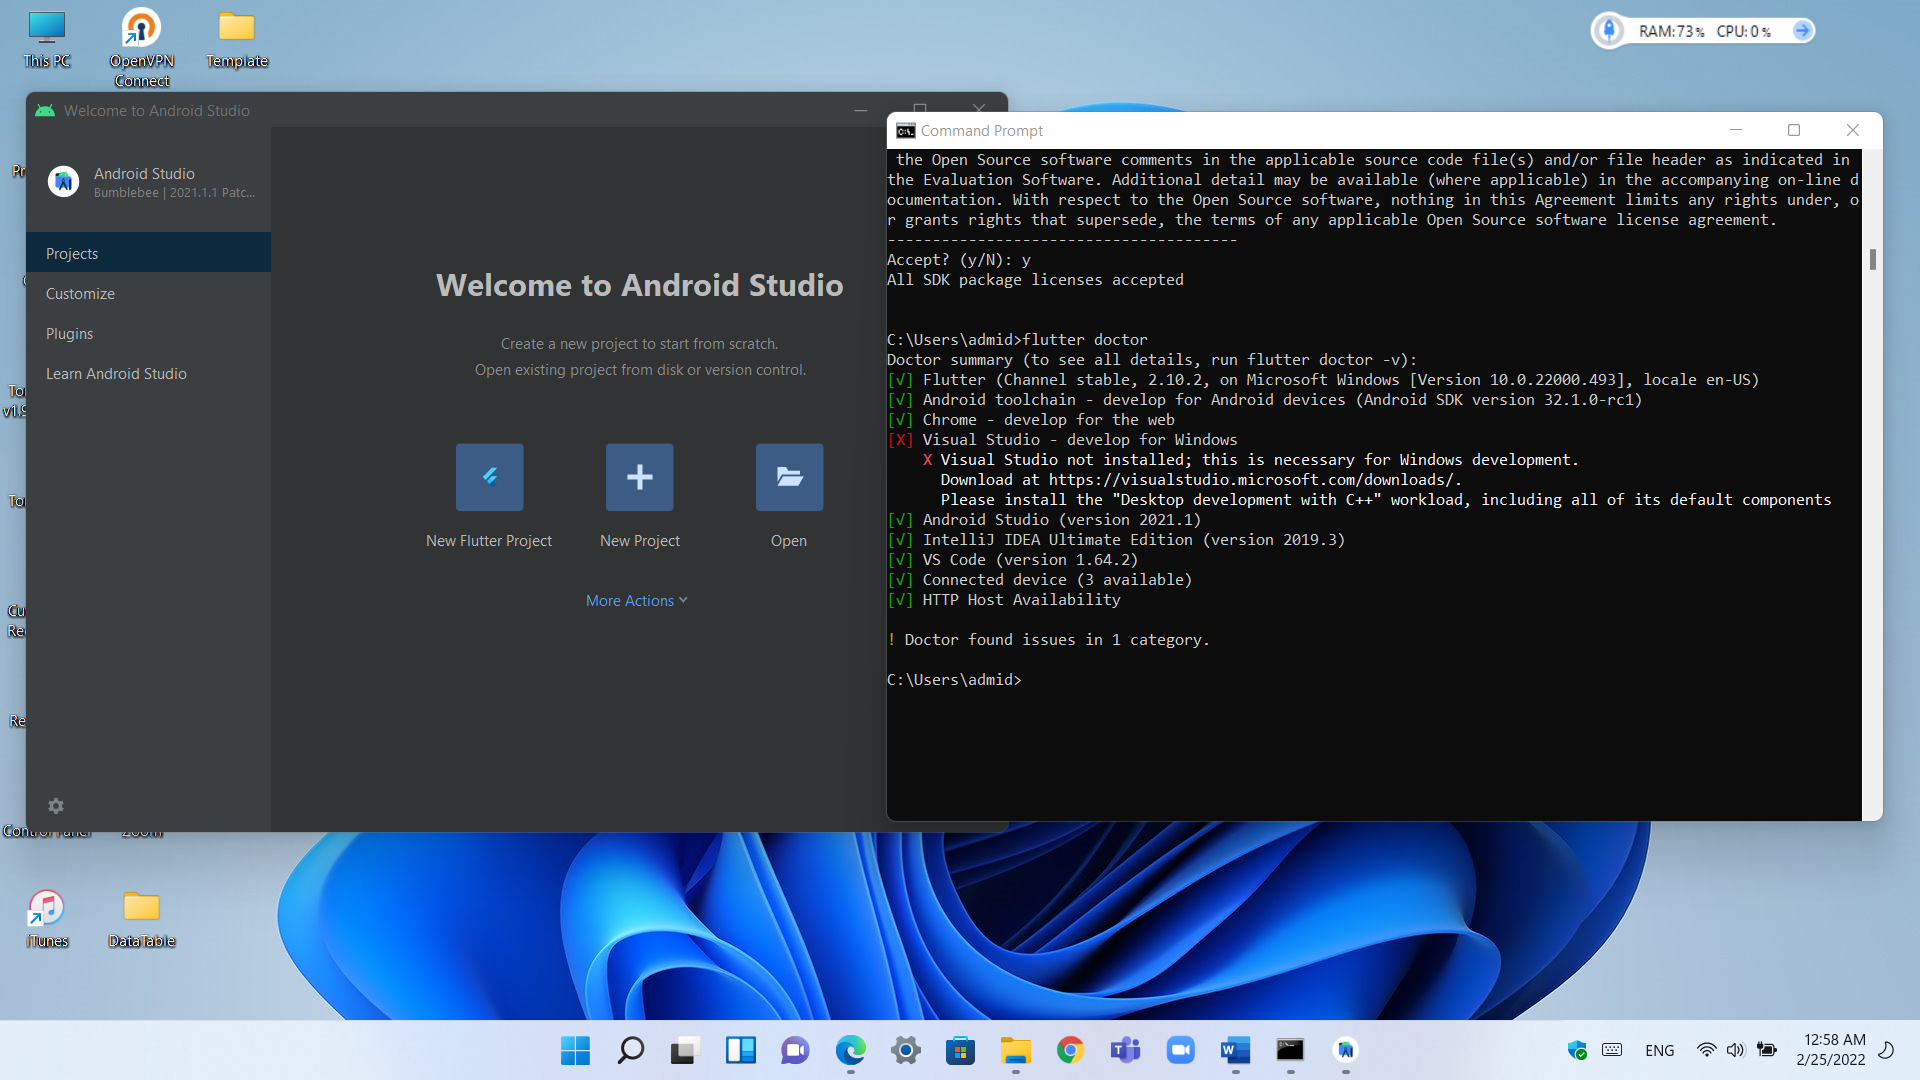 This PC
OpenVPN
Connect
Template
RAM:73% CPU:0%
Welcome to Android Studio
Android Studio
Bumblebee | 2021.1.1 Patc...
Projects
Customize
Plugins
Learn Android Studio
Welcome to Android Studio
Create a new project to start from scratch.
Open existing project from disk or version control.
New Flutter Project
New Project
Open
More Actions
Command Prompt
the Open Source software comments in the applicable source code file(s) and/or file header as indicated in
the Evaluation Software. Additional detail may be available (where applicable) in the accompanying on-line d
ocumentation. With respect to the Open Source software, nothing in this Agreement limits any rights under, o
r grants rights that supersede, the terms of any applicable Open Source software license agreement.
---------------------------------------
Accept? (y/N): y
All SDK package licenses accepted
C:\Users\admid>flutter doctor
Doctor summary (to see all details, run flutter doctor -v):
[√] Flutter (Channel stable, 2.10.2, on Microsoft Windows [Version 10.0.22000.493], locale en-US)
[√] Android toolchain - develop for Android devices (Android SDK version 32.1.0-rc1)
[√] Chrome - develop for the web
[X] Visual Studio - develop for Windows
X Visual Studio not installed; this is necessary for Windows development.
Download at https://visualstudio.microsoft.com/downloads/.
Please install the "Desktop development with C++" workload, including all of its default components
[√] Android Studio (version 2021.1)
[√] IntelliJ IDEA Ultimate Edition (version 2019.3)
[√] VS Code (version 1.64.2)
[√] Connected device (3 available)
[√] HTTP Host Availability
! Doctor found issues in 1 category.
C:\Users\admid>
iTunes
DataTable
ENG
12:58 AM
2/25/2022